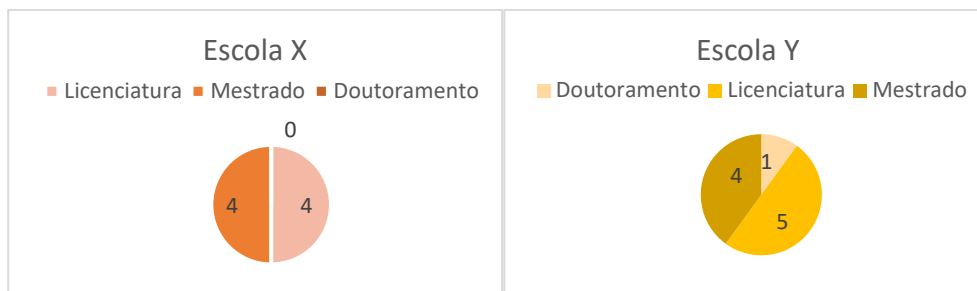 Escola X
Licenciatura Mestrado Doutoramento
0
4 4
Escola Y
Doutoramento Licenciatura Mestrado
1
4
5